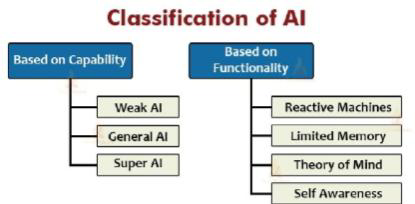 Classification of AI
Based on Capability
Weak AI
General AI
Super AI
Based on
Functionality
Reactive Machines
Limited Memory
Theory of Mind
Self Awareness